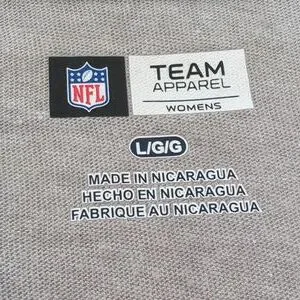 NFL
TEAM
APPAREL
WOMENS
L/G/G
MADE IN NICARAGUA
HECHO EN NICARAGUA
FABRIQUE AU NICARAGUA